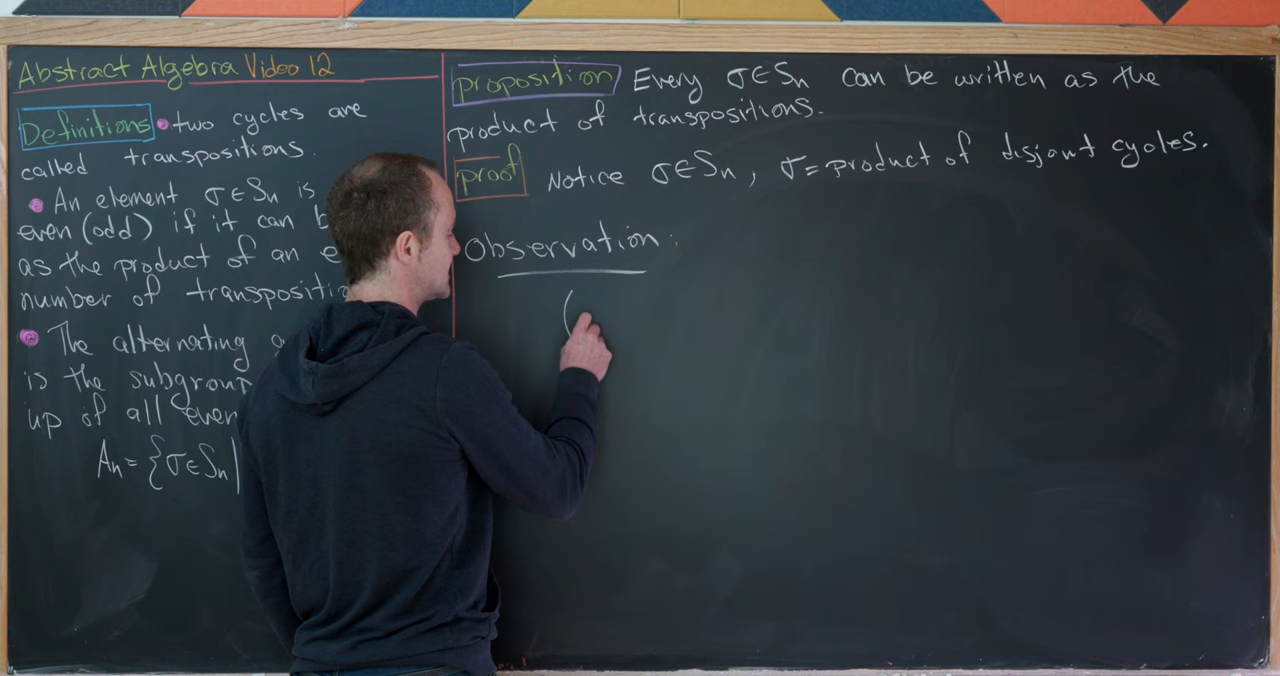 Abstract Algebra Video 12
Definitions • two cycles are
called transpositions.
• An element σ∈Sn is
even (odd) if it can
as the product of an
number of
• The alternating
is the subgroup
up of all even
An = {σ∈Sn |
proposition Every σ∈Sn can be written as the
product of transpositions.
proof Notice σ∈Sn, σ=product of disjont cycles.
Observation:
(